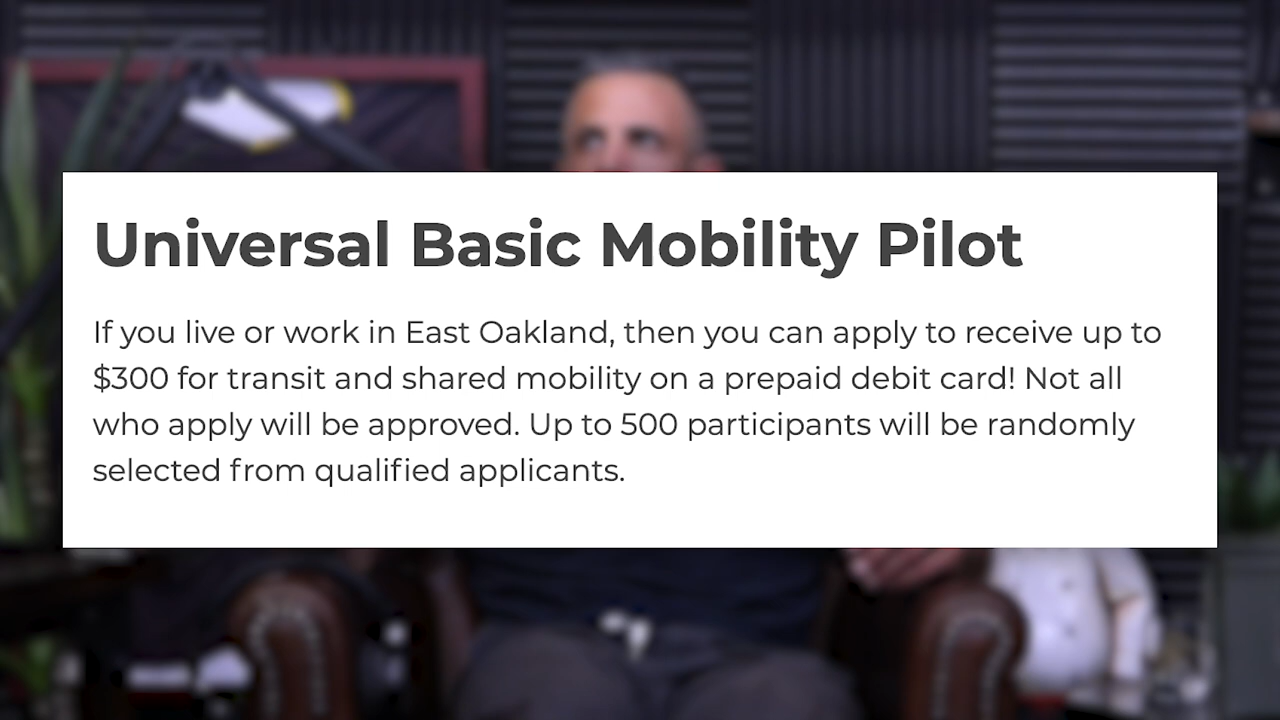 Universal Basic Mobility Pilot
If you live or work in East Oakland, then you can apply to receive up to
$300 for transit and shared mobility on a prepaid debit card! Not all
who apply will be approved. Up to 500 participants will be randomly
selected from qualified applicants.